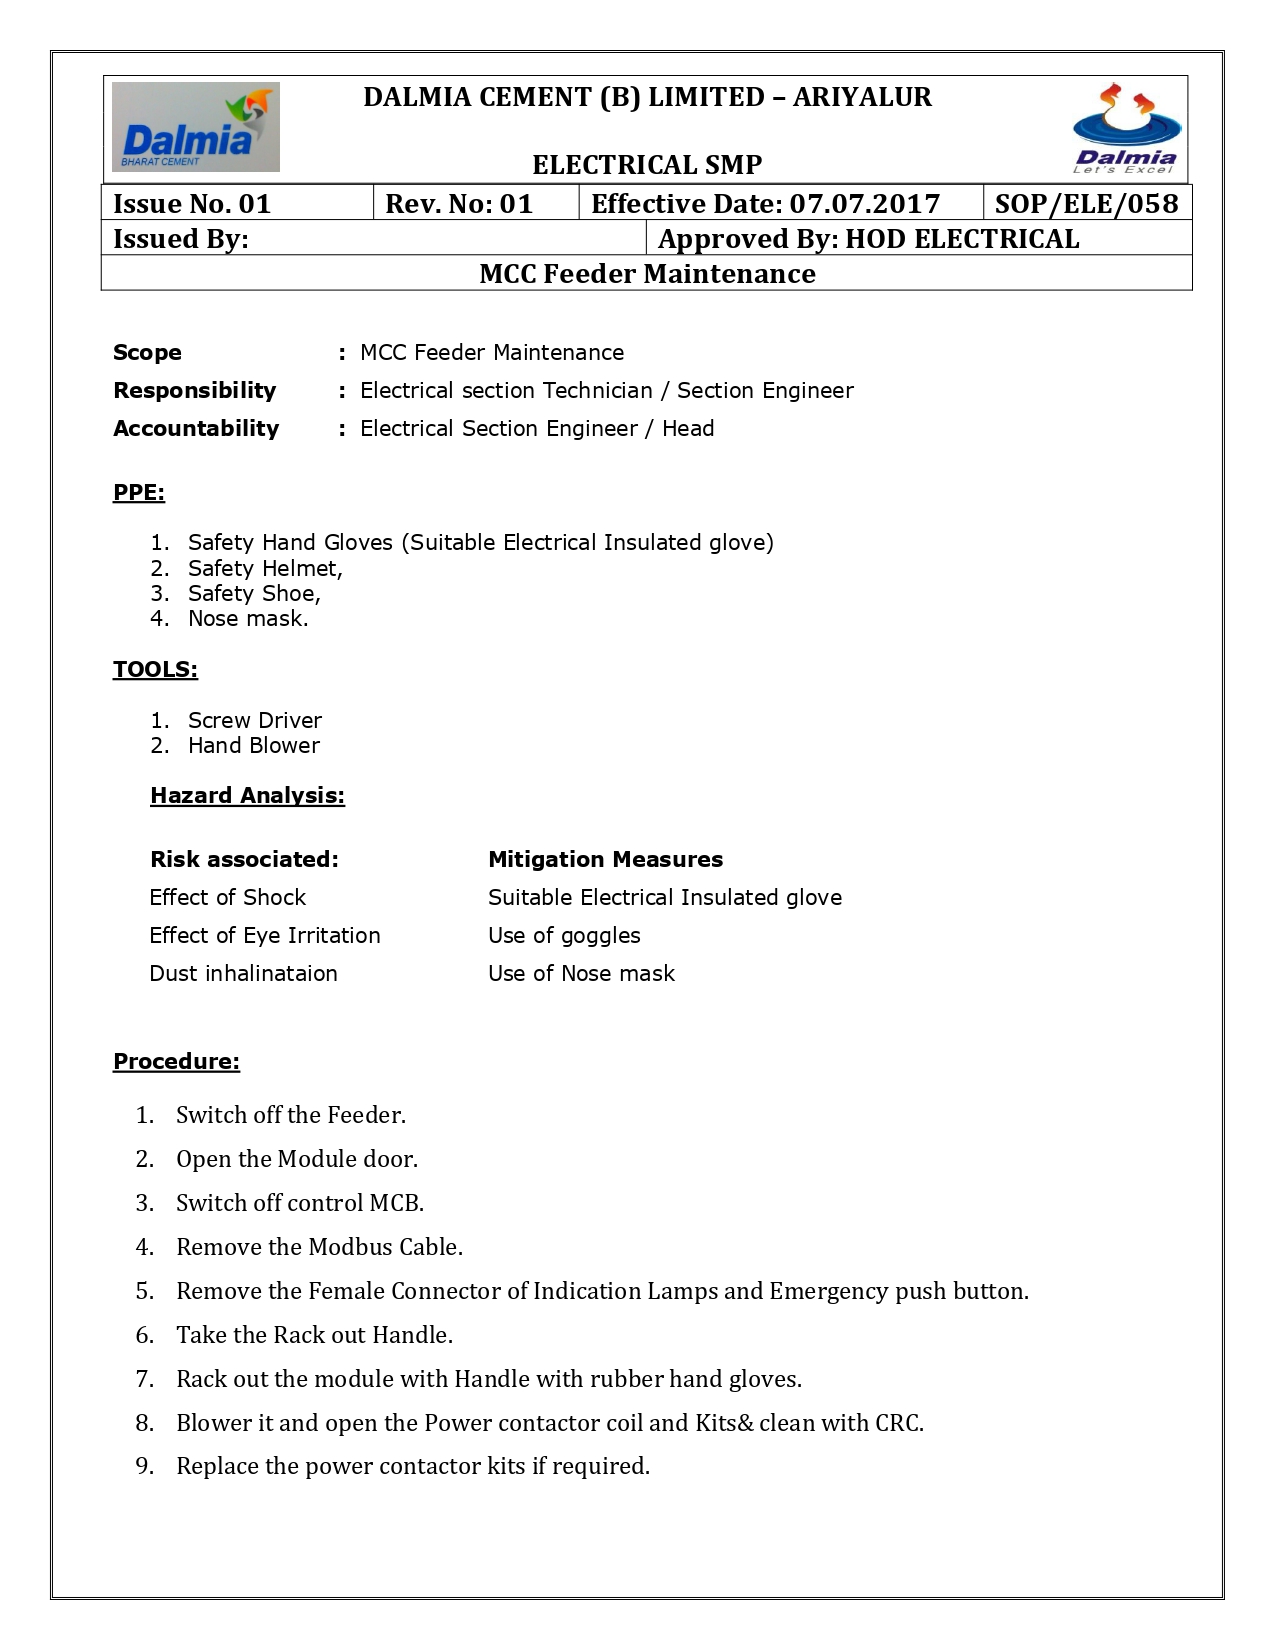 Dalmia
BHARAT CEMENT
DALMIA CEMENT (B) LIMITED – ARIYALUR
ELECTRICAL SMP
Dalmia
Let's Excel
Issue No. 01 Rev. No: 01 Effective Date: 07.07.2017 SOP/ELE/058
Issued By: Approved By: HOD ELECTRICAL
MCC Feeder Maintenance
Scope : MCC Feeder Maintenance
Responsibility : Electrical section Technician / Section Engineer
Accountability : Electrical Section Engineer / Head
PPE:
1. Safety Hand Gloves (Suitable Electrical Insulated glove)
2. Safety Helmet,
3. Safety Shoe,
4. Nose mask.
TOOLS:
1. Screw Driver
2. Hand Blower
Hazard Analysis:
Risk associated: Mitigation Measures
Effect of Shock Suitable Electrical Insulated glove
Effect of Eye Irritation Use of goggles
Dust inhalinataion Use of Nose mask
Procedure:
1. Switch off the Feeder.
2. Open the Module door.
3. Switch off control MCB.
4. Remove the Modbus Cable.
5. Remove the Female Connector of Indication Lamps and Emergency push button.
6. Take the Rack out Handle.
7. Rack out the module with Handle with rubber hand gloves.
8. Blower it and open the Power contactor coil and Kits& clean with CRC.
9. Replace the power contactor kits if required.